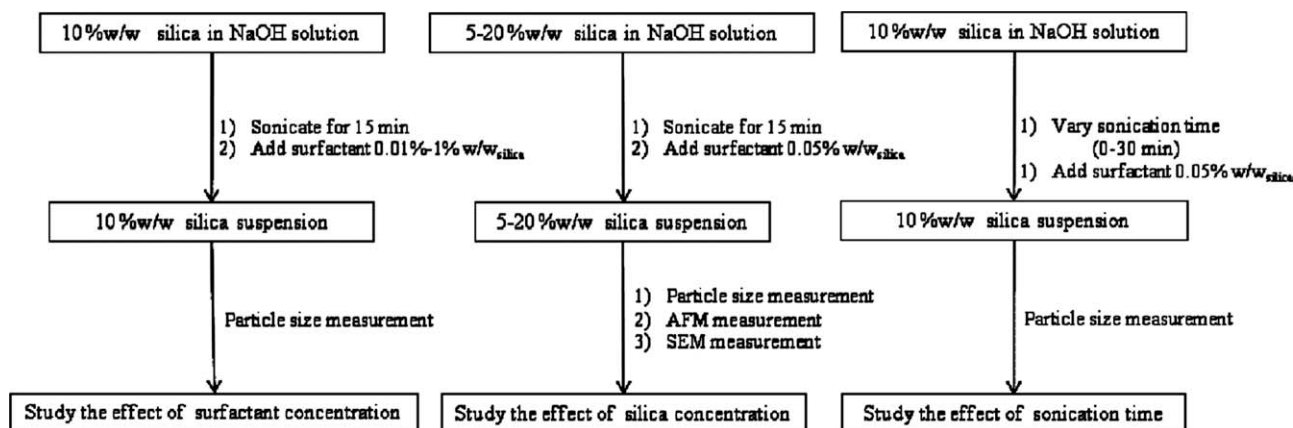 10%w/w silica in NaOH solution
1) Sonicate for 15 min
2) Add surfactant 0.01%-1% w/wsilica
10%w/w silica suspension
Particle size measurement
Study the effect of surfactant concentration
5-20%w/w silica in NaOH solution
1) Sonicate for 15 min
2) Add surfactant 0.05% w/wsilica
5-20%w/w silica suspension
1) Particle size measurement
2) AFM measurement
3) SEM measurement
Study the effect of silica concentration
10%w/w silica in NaOH solution
1) Vary sonication time
(0-30 min)
1) Add surfactant 0.05% w/wsilica
10%w/w silica suspension
Particle size measurement
Study the effect of sonication time